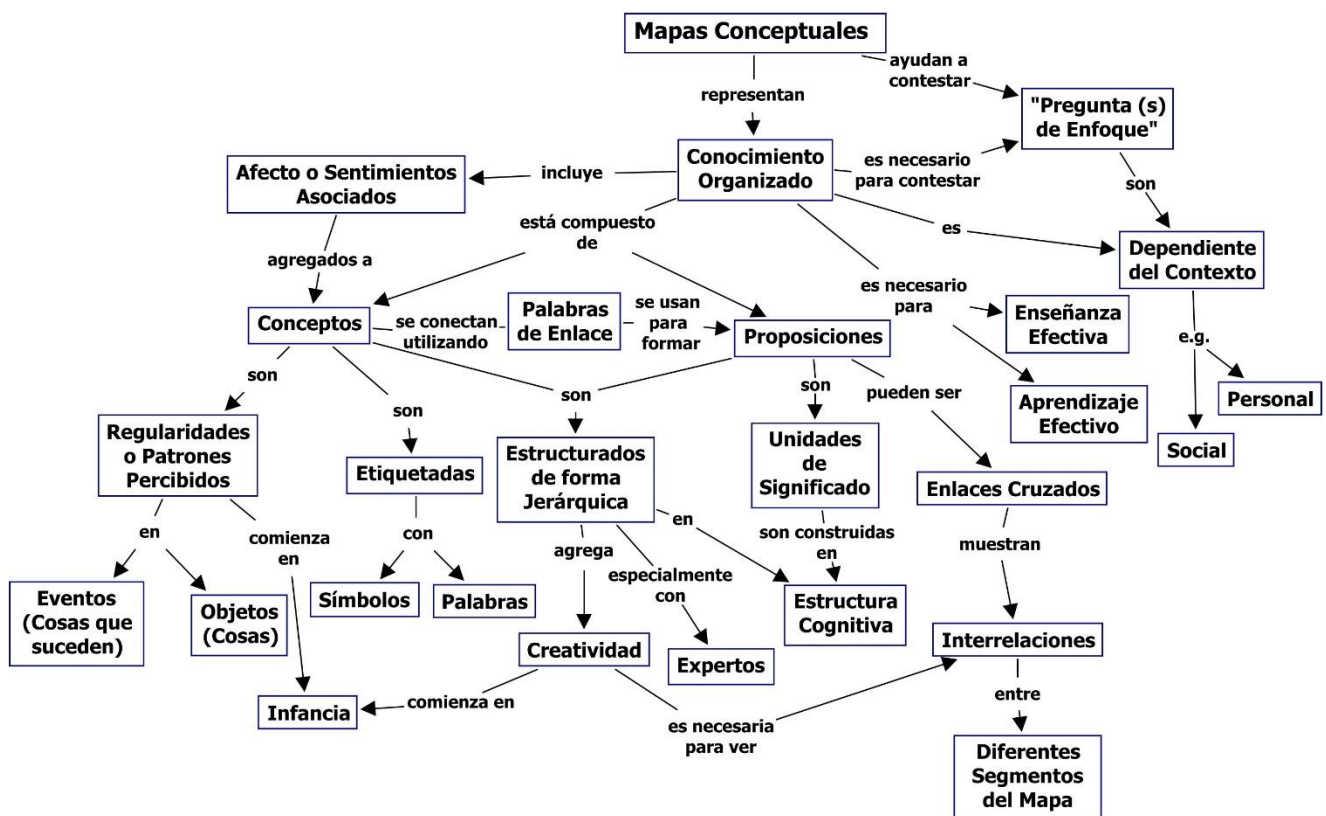 Mapas Conceptuales
ayudan a
contestar
representan
"Pregunta (s)
de Enfoque"
Conocimiento
Organizado
es necesario
para contestar
incluye
Afecto o Sentimientos
Asociados
son
está compuesto
de
es
Dependiente
del Contexto
agregados a
es necesario
para
Conceptos
se conectan
utilizando
Palabras
de Enlace
se usan
para
formar
Proposiciones
Enseñanza
Efectiva
e.g.
son
son
son
son
pueden ser
Aprendizaje
Efectivo
Personal
Social
Regularidades
o Patrones
Percibidos
Etiquetadas
Estructurados
de forma
Jerárquica
Unidades
de
Significado
Enlaces Cruzados
en
comienza
en
con
agrega
especialmente
con
en
son construidas
en
muestran
Eventos
(Cosas que
suceden)
Objetos
(Cosas)
Símbolos
Palabras
Estructura
Cognitiva
Creatividad
Expertos
Interrelaciones
Infancia
comienza en
es necesaria
para ver
entre
Diferentes
Segmentos
del Mapa